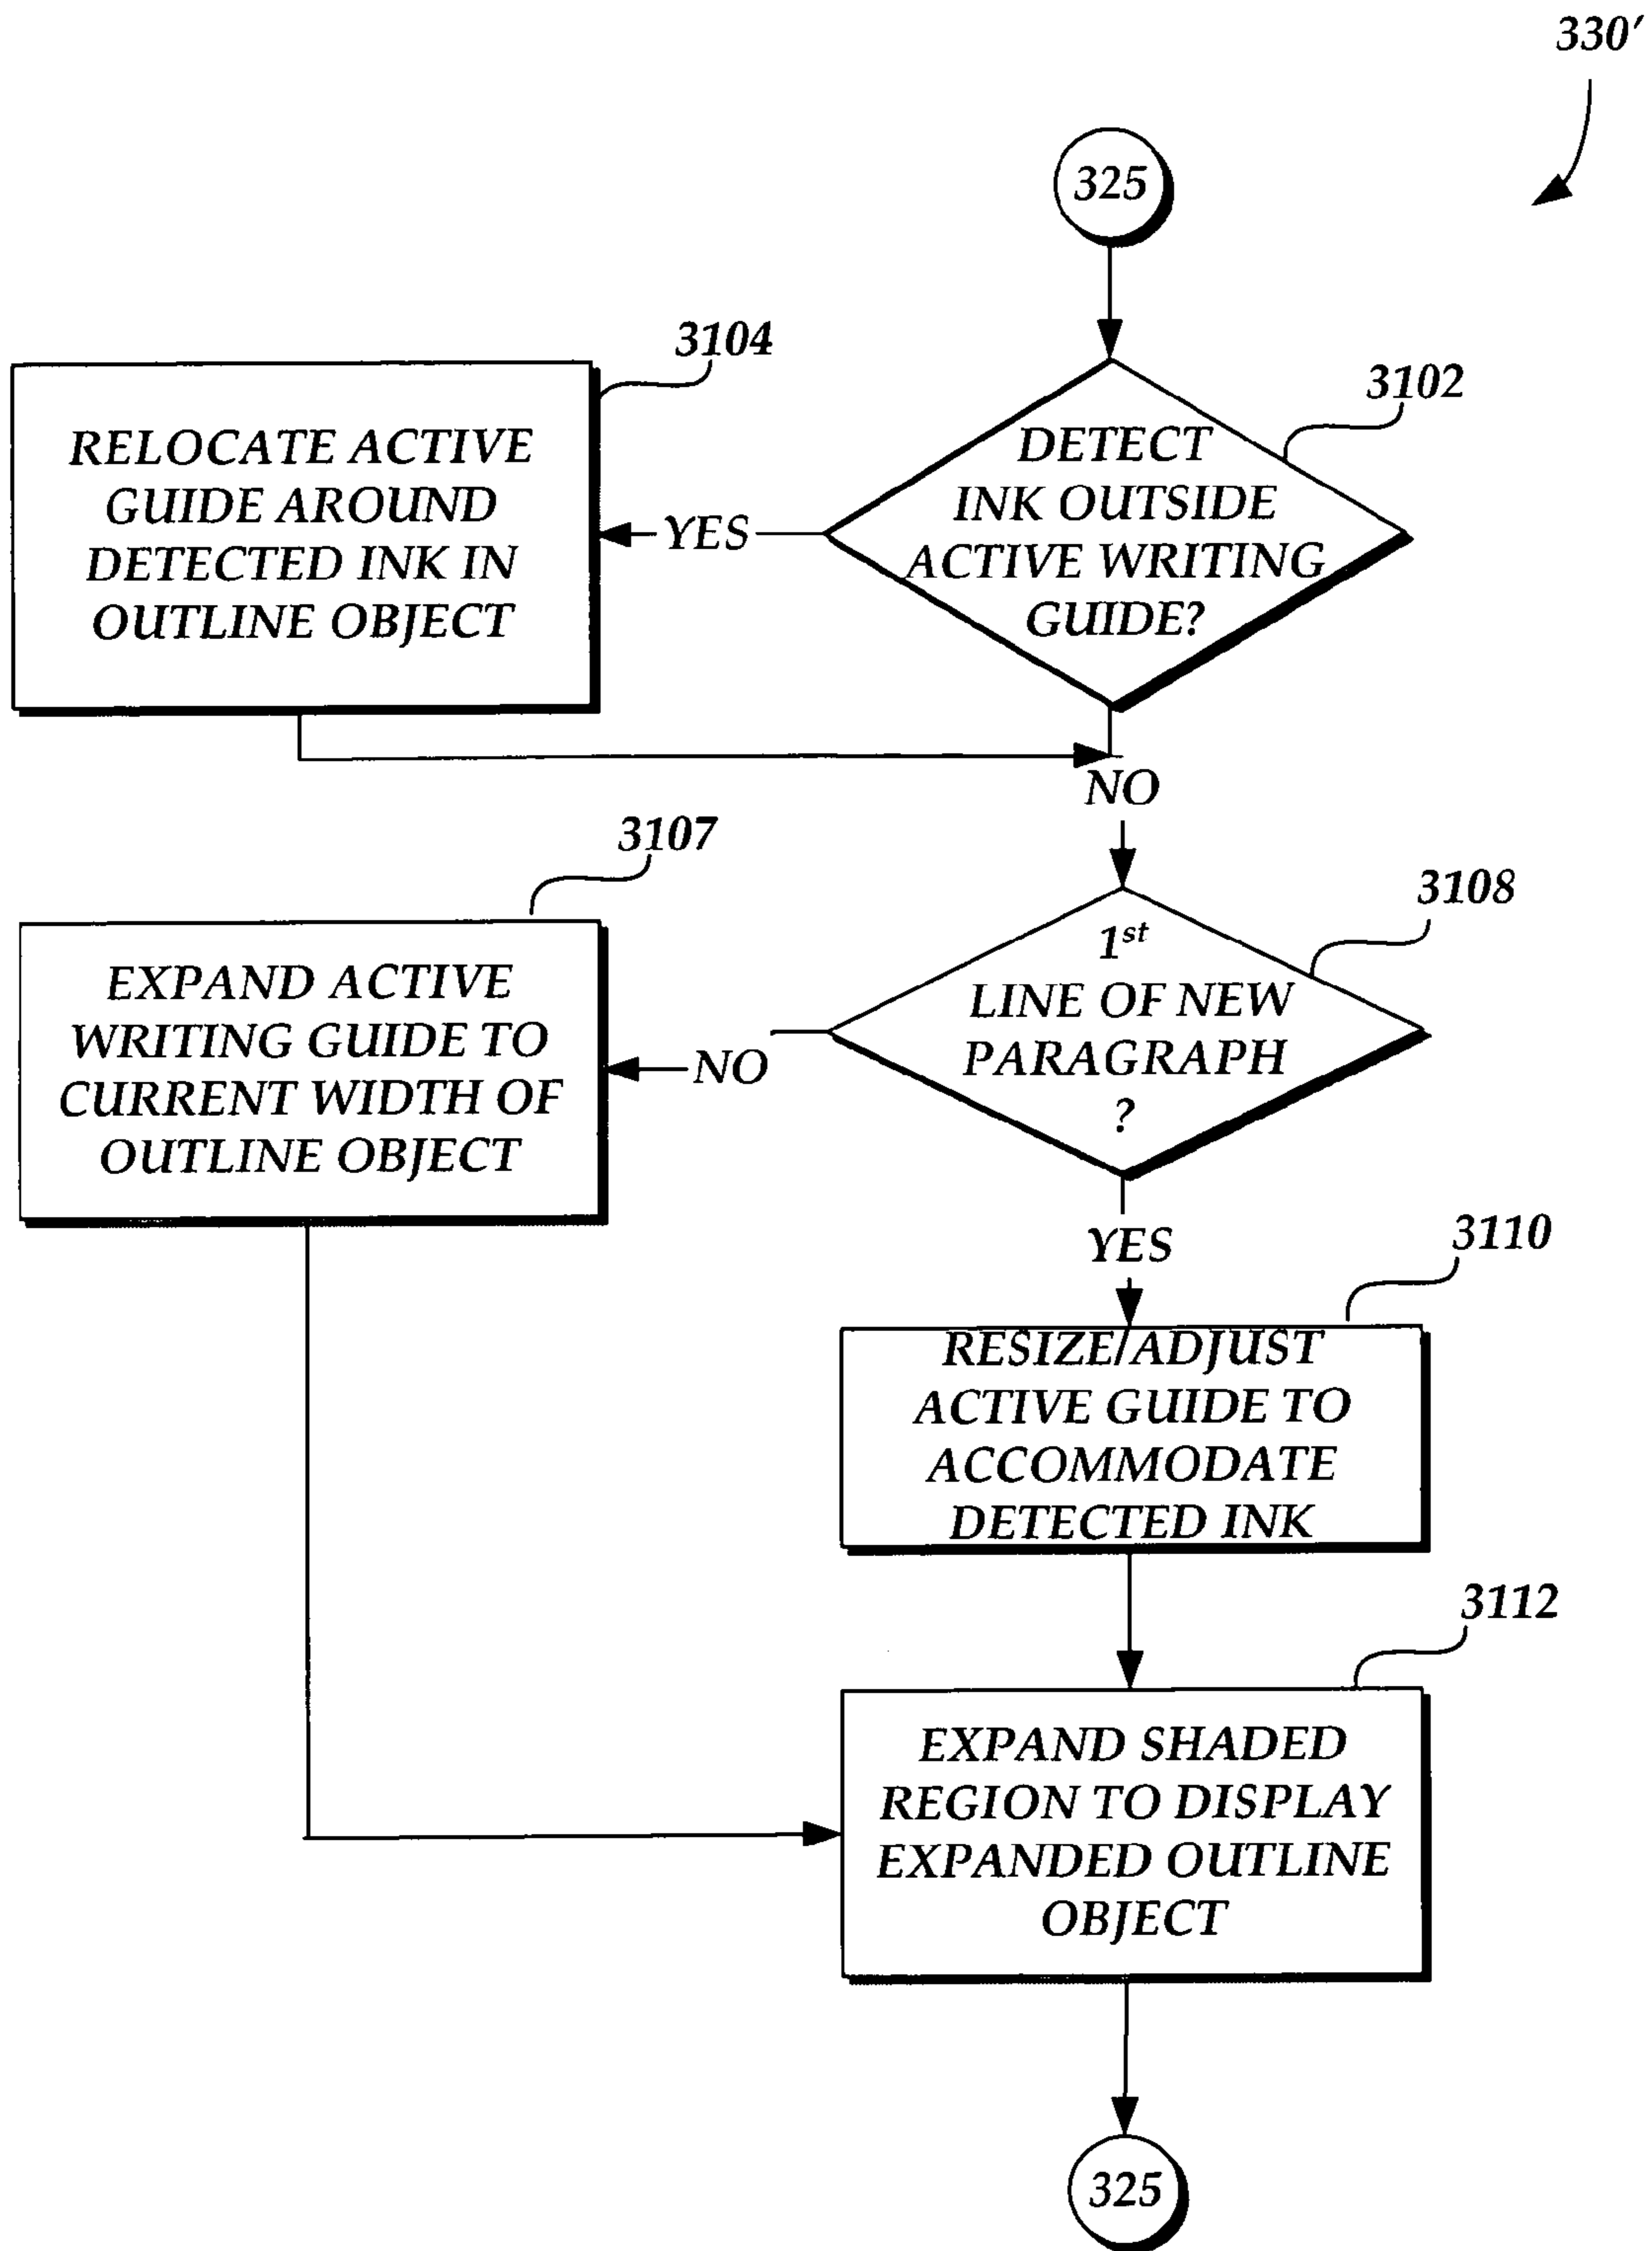 330'
325
3104
3102
RELOCATE ACTIVE
GUIDE AROUND
DETECTED INK IN
OUTLINE OBJECT
YES
DETECT
INK OUTSIDE
ACTIVE WRITING
GUIDE?
NO
3107
3108
EXPAND ACTIVE
WRITING GUIDE TO
CURRENT WIDTH OF
OUTLINE OBJECT
NO
1st
LINE OF NEW
PARAGRAPH
?
YES
3110
RESIZE/ADJUST
ACTIVE GUIDE TO
ACCOMMODATE
DETECTED INK
3112
EXPAND SHADED
REGION TO DISPLAY
EXPANDED OUTLINE
OBJECT
325